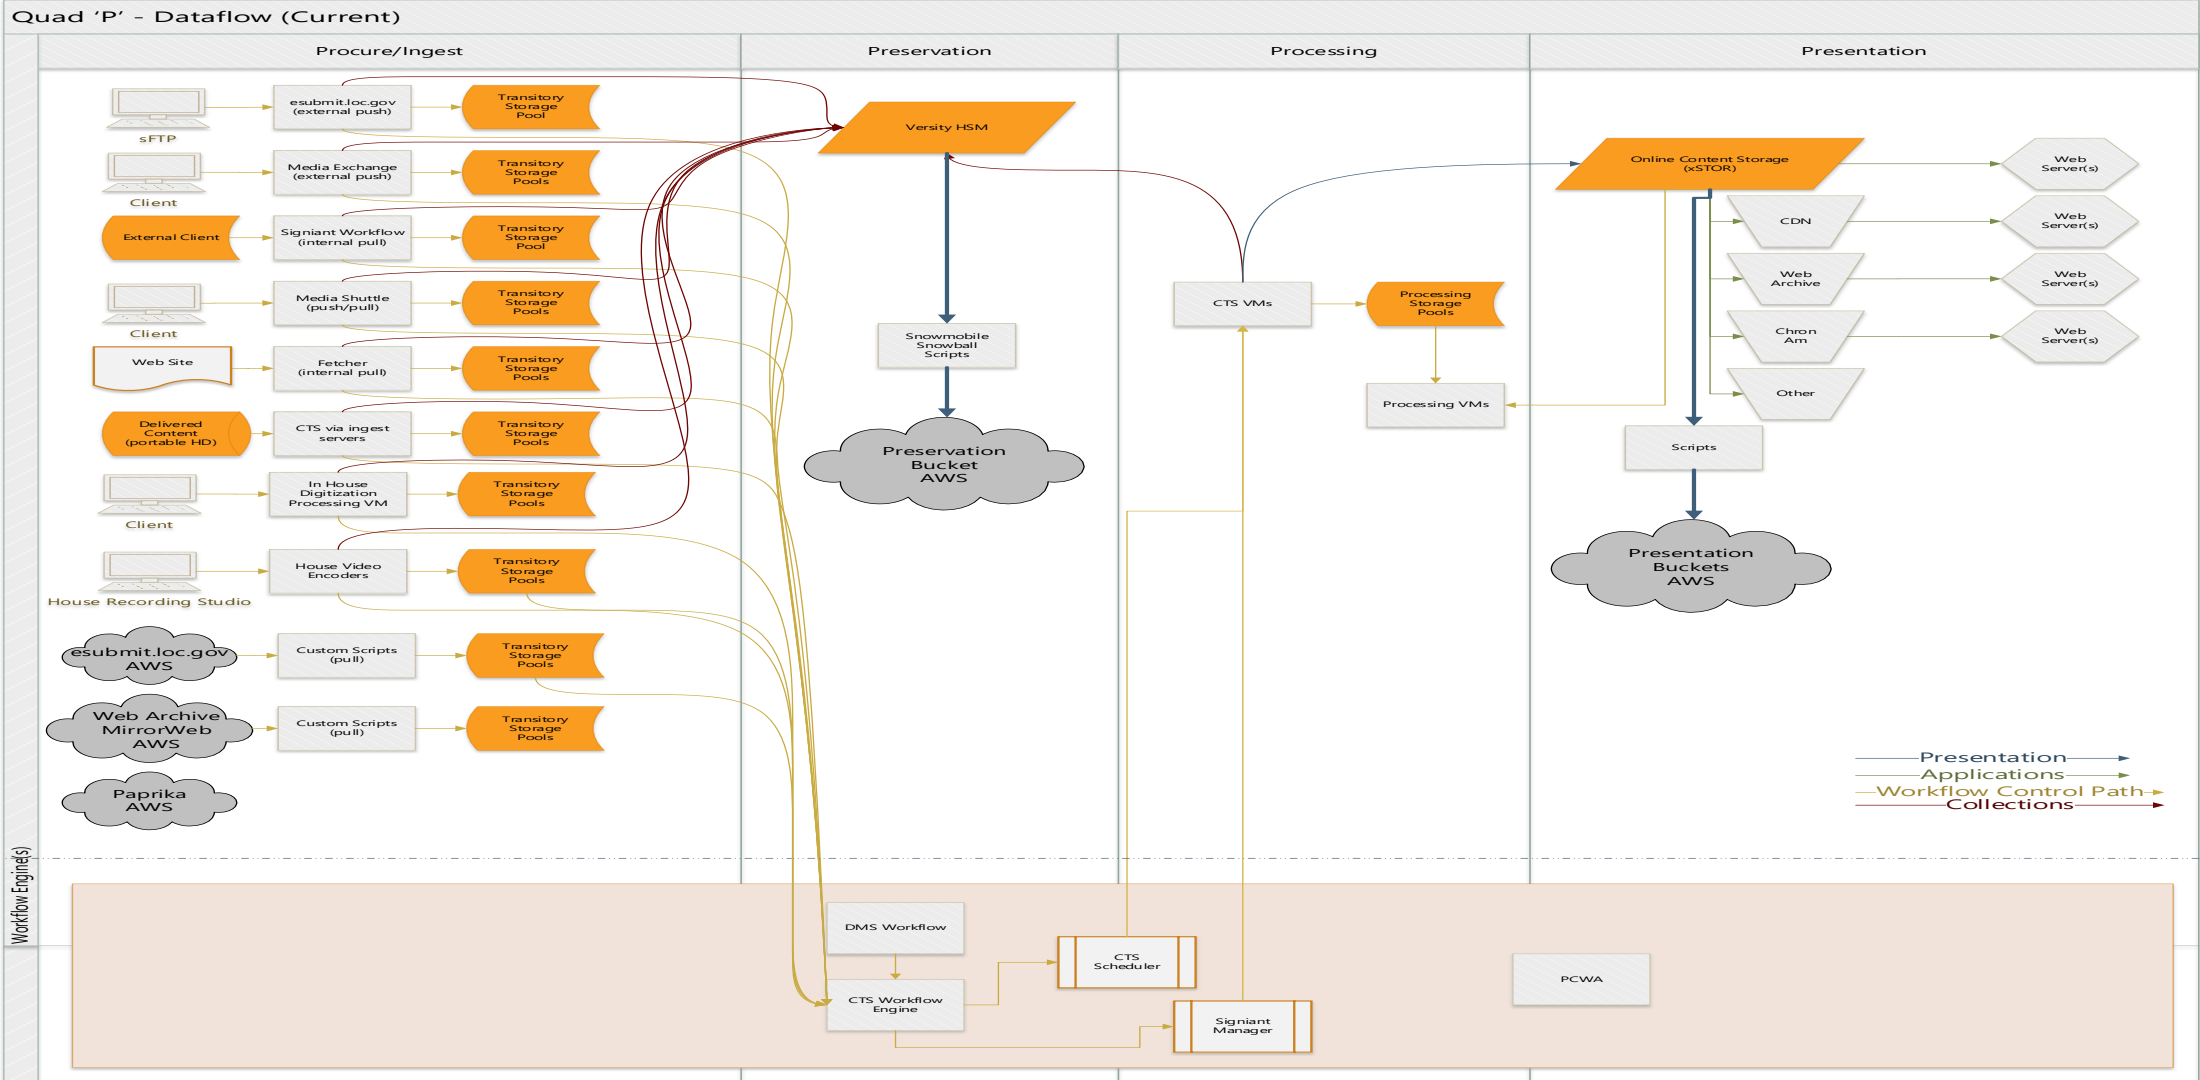 Quad ‘P’ - Dataflow (Current)
Procure/Ingest
Preservation
Processing
Presentation
sFTP
esubmit.loc.gov
(external push)
Transitory
Storage
Pool
Client
Media Exchange
(external push)
Transitory
Storage
Pools
External Client
Signiant Workflow
(internal pull)
Transitory
Storage
Pool
Client
Media Shuttle
(push/pull)
Transitory
Storage
Pools
Web Site
Fetcher
(internal pull)
Transitory
Storage
Pools
Delivered
Content
(portable HD)
CTS via ingest
servers
Transitory
Storage
Pools
Client
In House
Digitization
Processing VM
Transitory
Storage
Pools
House Recording Studio
House Video
Encoders
Transitory
Storage
Pools
esubmit.loc.gov
AWS
Custom Scripts
(pull)
Transitory
Storage
Pools
Web Archive
MirrorWeb
AWS
Custom Scripts
(pull)
Transitory
Storage
Pools
Paprika
AWS
Versity HSM
Snowmobile
Snowball
Scripts
Preservation
Bucket
AWS
CTS VMs
Processing
Storage
Pools
Processing VMs
Online Content Storage
(xSTOR)
Web
Server(s)
CDN
Web
Server(s)
Web
Archive
Web
Server(s)
Chron
Am
Web
Server(s)
Other
Scripts
Presentation
Buckets
AWS
Presentation
Applications
Workflow Control Path
Collections
Workflow Engine(s)
DMS Workflow
CTS Workflow
Engine
CTS
Scheduler
Signiant
Manager
PCWA